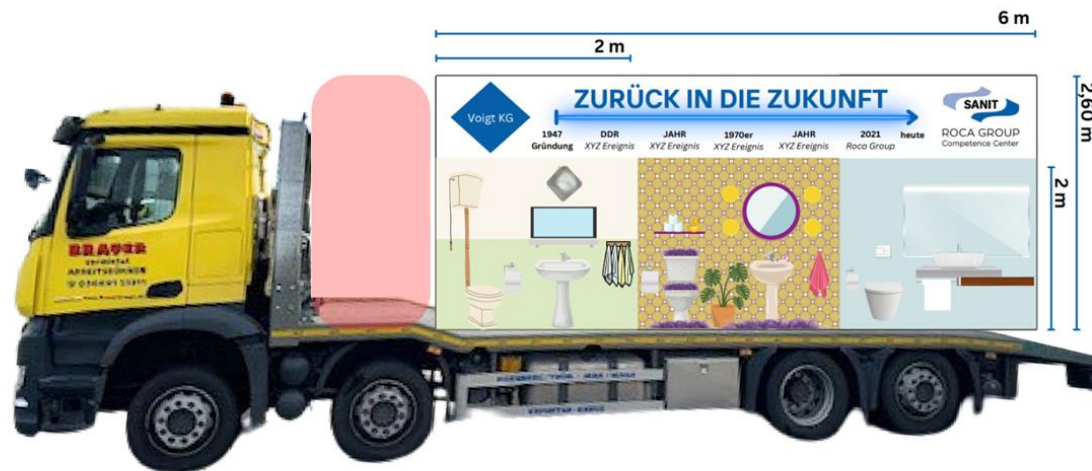 6 m
2 m
2,60 m
2 m
Voigt KG
ZURÜCK IN DIE ZUKUNFT
SANIT
ROCA GROUP
Competence Center
1947 DDR JAHR 1970er JAHR 2021 heute
Gründung XYZ Ereignis XYZ Ereignis XYZ Ereignis XYZ Ereignis Roca Group
ARBEITSBÜHNEN